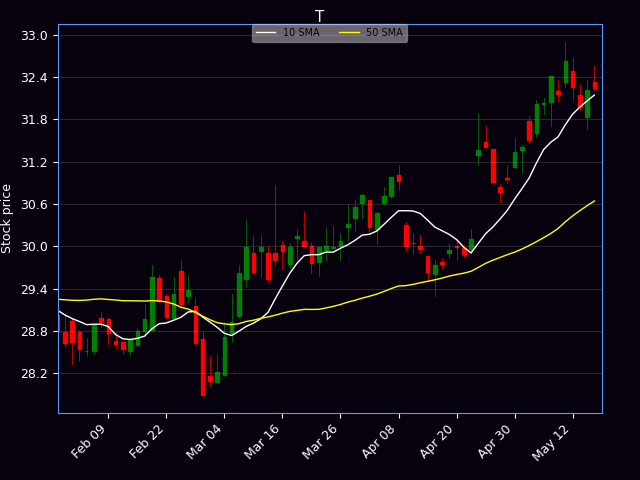 T
10 SMA
50 SMA
Stock price
33.0
32.4
31.8
31.2
30.6
30.0
29.4
28.8
28.2
Feb 09
Feb 22
Mar 04
Mar 16
Mar 26
Apr 08
Apr 20
Apr 30
May 12